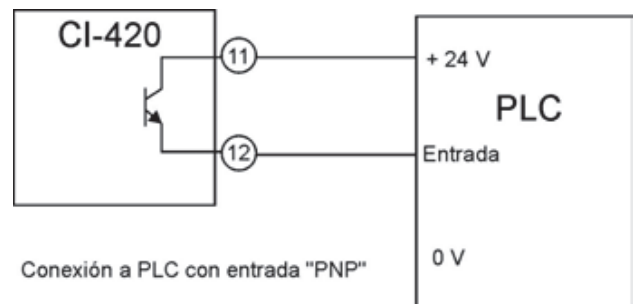 CI-420
11
+ 24 V
PLC
12
Entrada
0 V
Conexión a PLC con entrada "PNP"